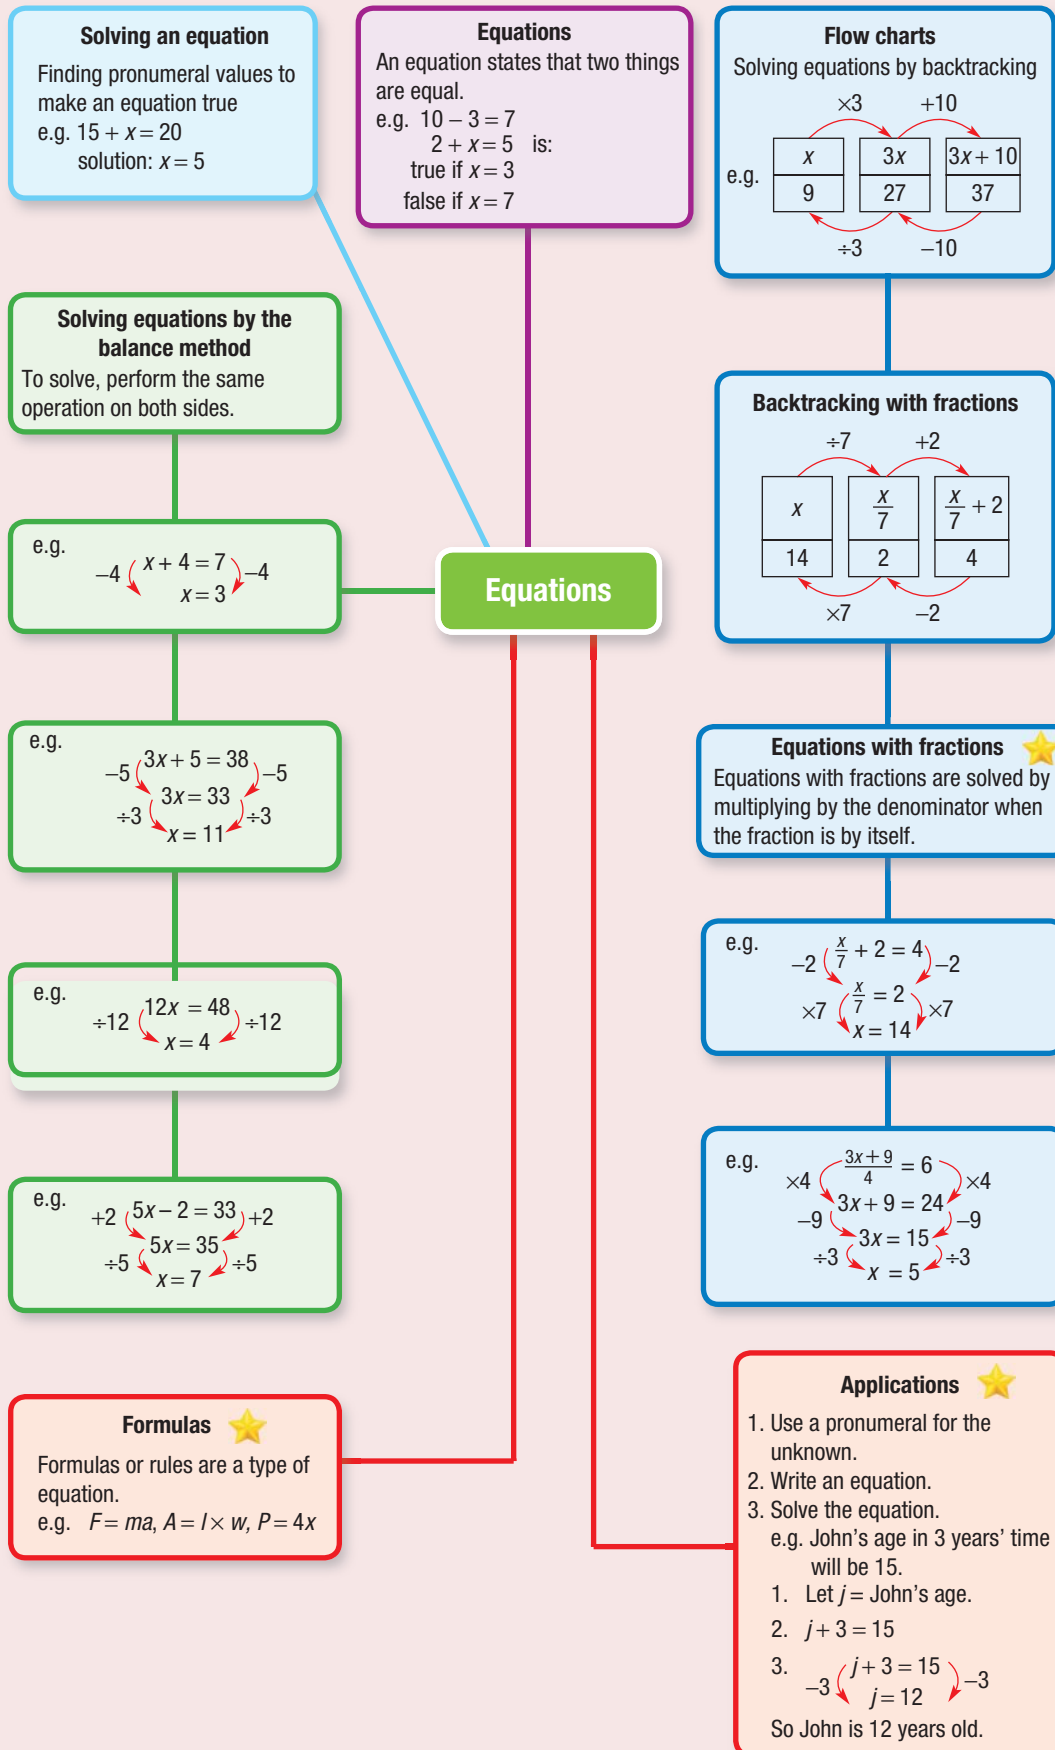 Solving an equation
Finding pronumeral values to
make an equation true
e.g. 15 + x = 20
solution: x = 5
Equations
An equation states that two things
are equal.
e.g. 10 − 3 = 7
2 + x = 5 is:
true if x = 3
false if x = 7
Flow charts
Solving equations by backtracking
×3 +10
e.g.
x 3x 3x + 10
9 27 37
÷3 −10
Solving equations by the
balance method
To solve, perform the same
operation on both sides.
e.g.
−4 x + 4 = 7 −4
x = 3
e.g.
−5 3x + 5 = 38 −5
3x = 33
÷3 ÷3
x = 11
e.g.
12x = 48
÷12 ÷12
x = 4
e.g.
+2 5x − 2 = 33 +2
5x = 35
÷5 ÷5
x = 7
Equations
Backtracking with fractions
÷7 +2
x x/7 x/7 + 2
14 2 4
×7 −2
Equations with fractions
Equations with fractions are solved by
multiplying by the denominator when
the fraction is by itself.
e.g.
−2 x/7 + 2 = 4 −2
x/7 = 2
×7 ×7
x = 14
e.g.
(3x + 9)/4 = 6
×4 ×4
3x + 9 = 24
−9 −9
3x = 15
÷3 ÷3
x = 5
Formulas
Formulas or rules are a type of
equation.
e.g. F = ma, A = l × w, P = 4x
Applications
1. Use a pronumeral for the
unknown.
2. Write an equation.
3. Solve the equation.
e.g. John’s age in 3 years’ time
will be 15.
1. Let j = John’s age.
2. j + 3 = 15
3. j + 3 = 15
−3 −3
j = 12
So John is 12 years old.